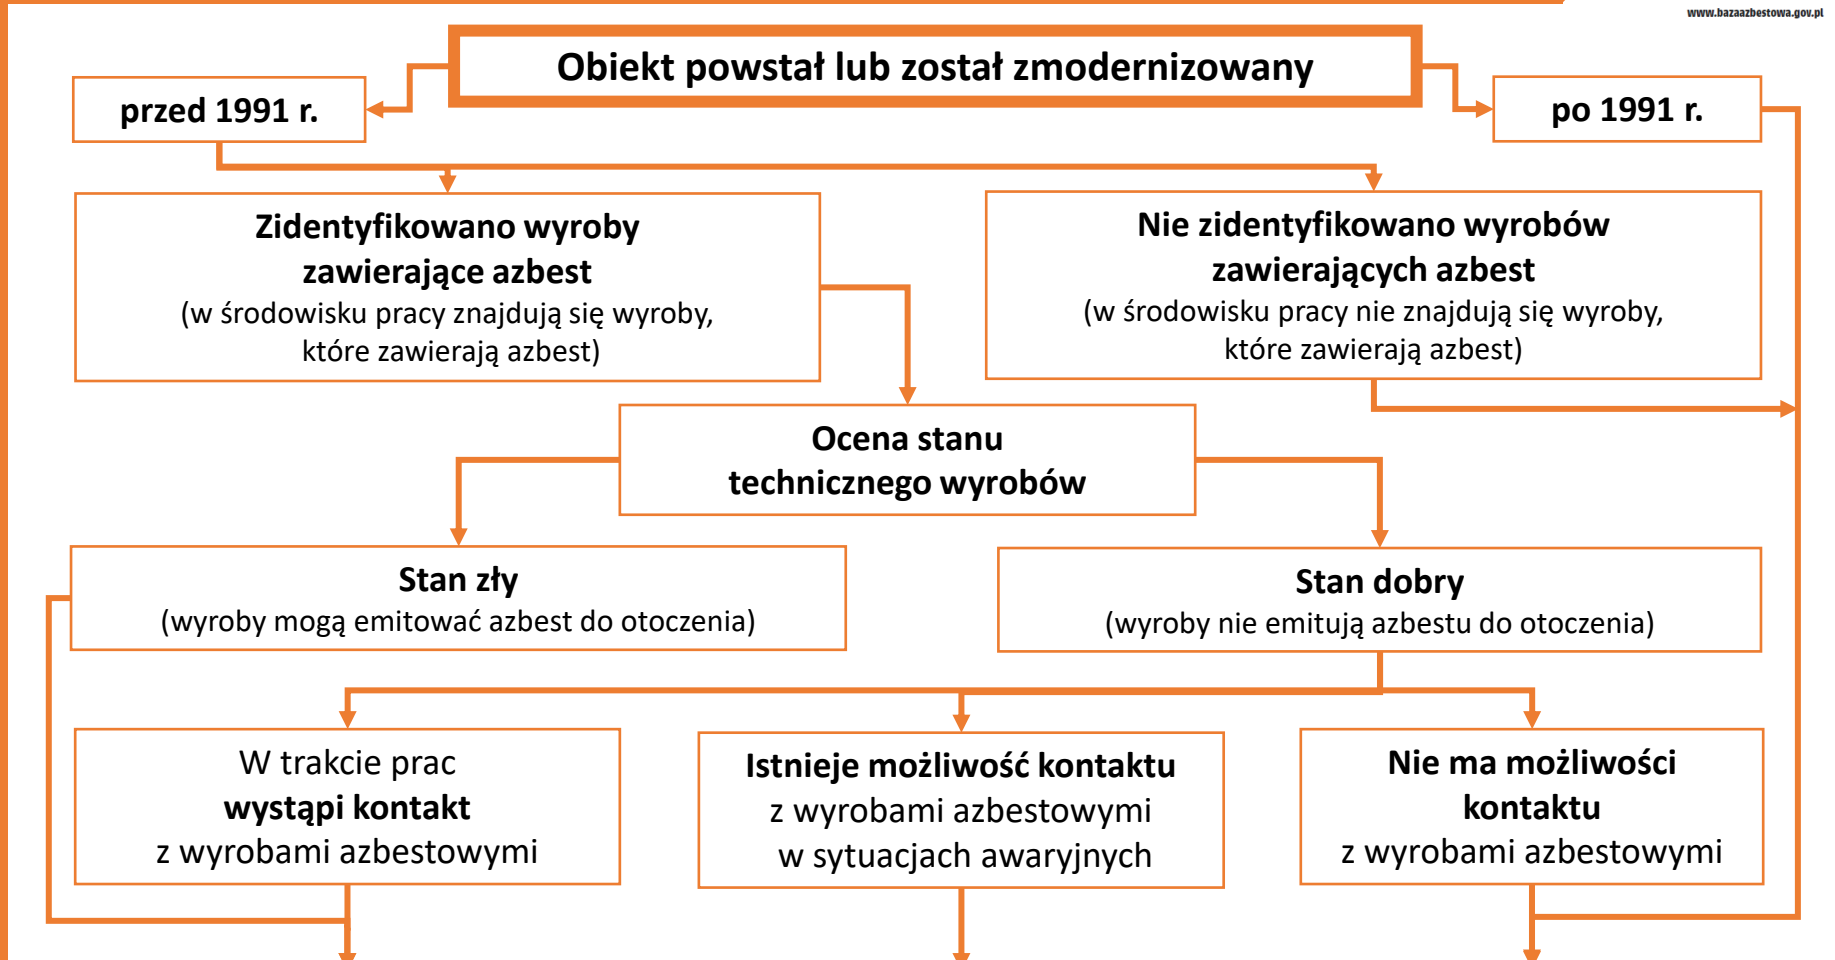 www.bazaazbestowa.gov.pl
Obiekt powstał lub został zmodernizowany
przed 1991 r.
po 1991 r.
Zidentyfikowano wyroby
zawierające azbest
(w środowisku pracy znajdują się wyroby,
które zawierają azbest)
Nie zidentyfikowano wyrobów
zawierających azbest
(w środowisku pracy nie znajdują się wyroby,
które zawierają azbest)
Ocena stanu
technicznego wyrobów
Stan zły
(wyroby mogą emitować azbest do otoczenia)
Stan dobry
(wyroby nie emitują azbestu do otoczenia)
W trakcie prac
wystąpi kontakt
z wyrobami azbestowymi
Istnieje możliwość kontaktu
z wyrobami azbestowymi
w sytuacjach awaryjnych
Nie ma możliwości
kontaktu
z wyrobami azbestowymi